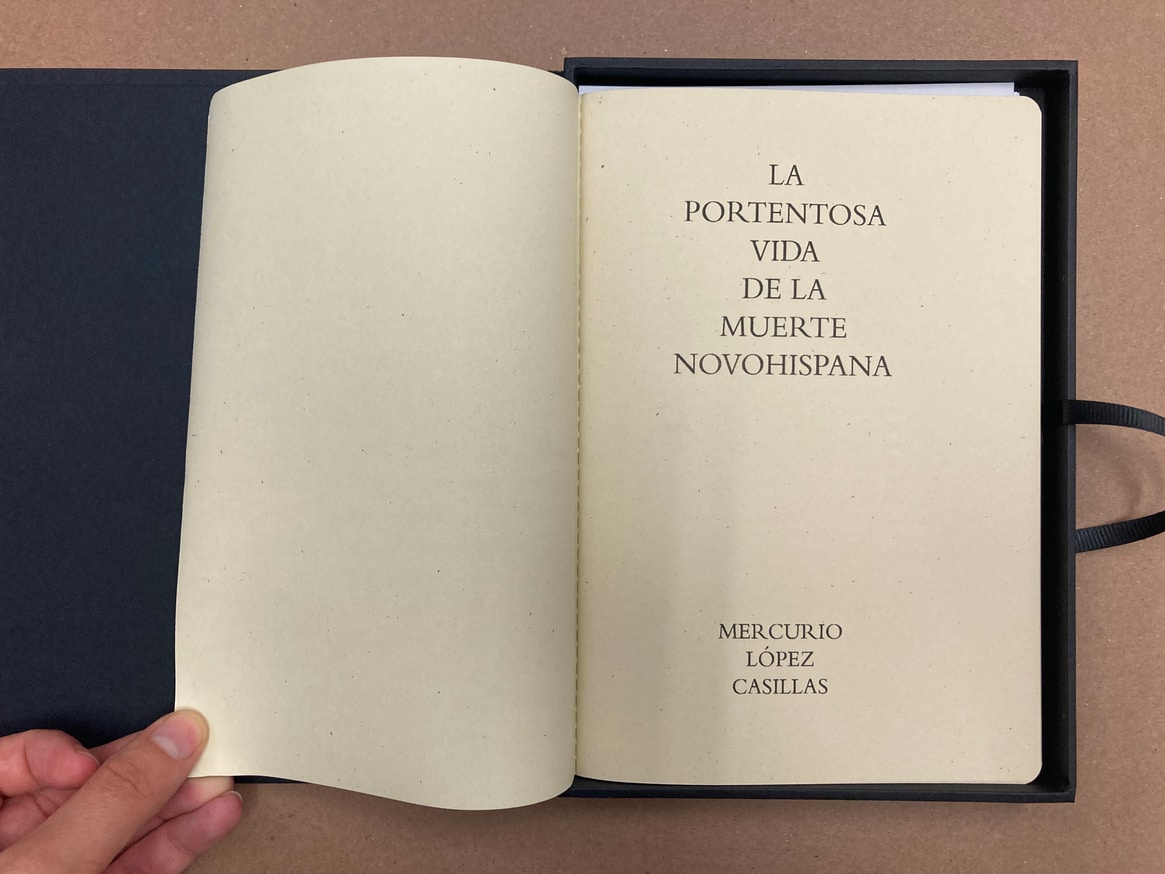 LA
PORTENTOSA
VIDA
DE LA
MUERTE
NOVOHISPANA
MERCURIO
LÓPEZ
CASILLAS